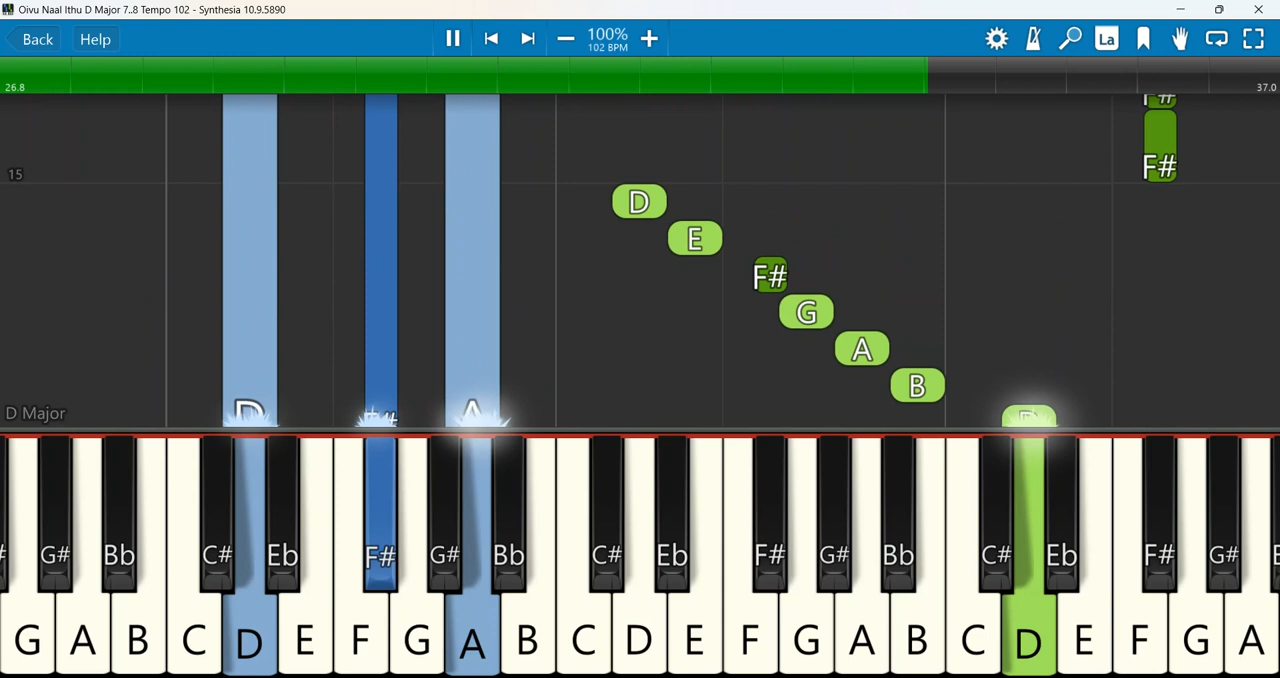 Oivu Naal Ithu D Major 7..8 Tempo 102 - Synthesia 10.9.5890
Back Help 100% La
102 BPM
26.8 37.0
F#
15 F#
D
E
F#
G
A
B
D Major D F# A D
G# Bb C# Eb F# G# Bb C# Eb F# G# Bb C# Eb F# G#
G A B C D E F G A B C D E F G A B C D E F G A